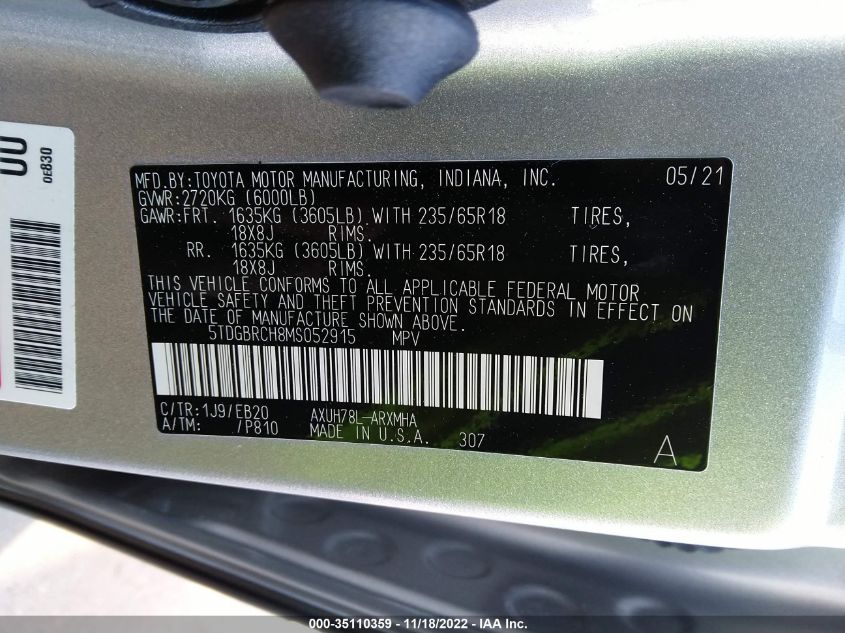 00
0E830
MFD.BY:TOYOTA MOTOR MANUFACTURING, INDIANA, INC. 05/21
GVWR:2720KG (6000LB)
GAWR:FRT. 1635KG (3605LB) WITH 235/65R18 TIRES,
18X8J RIMS.
RR. 1635KG (3605LB) WITH 235/65R18 TIRES,
18X8J RIMS.
THIS VEHICLE CONFORMS TO ALL APPLICABLE FEDERAL MOTOR
VEHICLE SAFETY AND THEFT PREVENTION STANDARDS IN EFFECT ON
THE DATE OF MANUFACTURE SHOWN ABOVE.
5TDGBRCH8MS052915 MPV
C/TR:1J9/EB20 AXUH78L-ARXMHA
A/TM: /P810 MADE IN U.S.A. 307
A
000-35110359 - 11/18/2022 - IAA Inc.